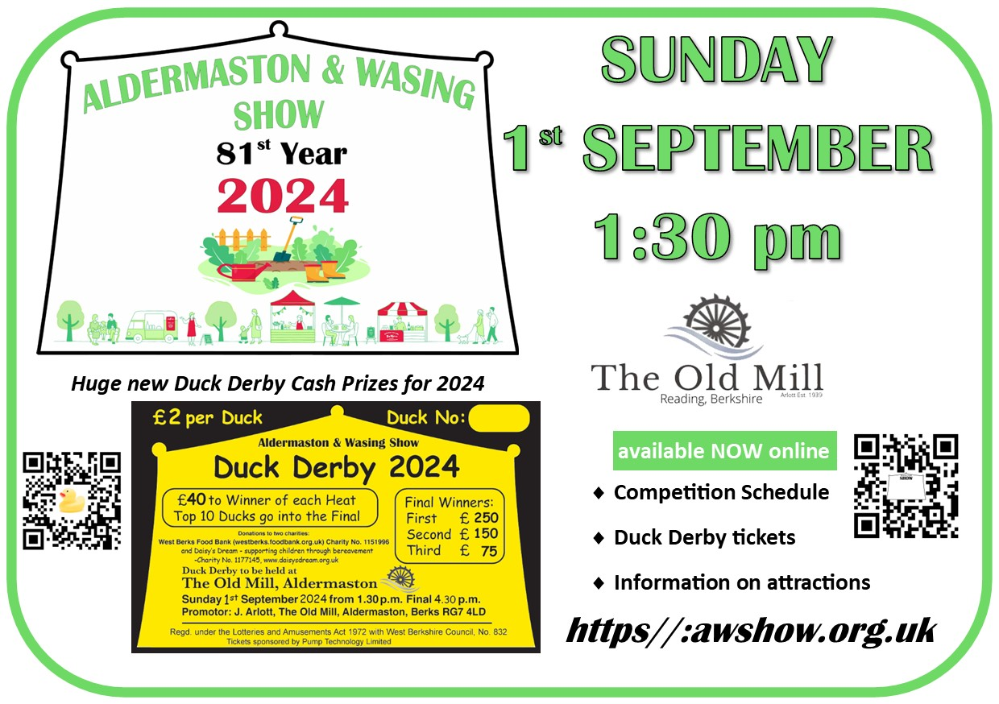 ALDERMASTON & WASING
SHOW
81st Year
2024
SUNDAY
1st SEPTEMBER
1:30 pm
The Old Mill
Reading, Berkshire
Arlott Est 1939
Huge new Duck Derby Cash Prizes for 2024
£2 per Duck
Duck No:
Aldermaston & Wasing Show
Duck Derby 2024
£40 to Winner of each Heat
Top 10 Ducks go into the Final
Final Winners:
First £ 250
Second £ 150
Third £ 75
Donations to two charities:
West Berks Food Bank (westberks.foodbank.org.uk) Charity No. 1151996
and Daisy's Dream - supporting children through bereavement
-Charity No. 1177145, www.daisysdream.org.uk
Duck Derby to be held at
The Old Mill, Aldermaston
Sunday 1st September 2024 from 1.30p.m. Final 4.30 p.m.
Promotor: J. Arlott, The Old Mill, Aldermaston, Berks RG7 4LD
Regd. under the Lotteries and Amusements Act 1972 with West Berkshire Council, No. 832
Tickets sponsored by Pump Technology Limited
available NOW online
♦ Competition Schedule
♦ Duck Derby tickets
♦ Information on attractions
SHOW
https//:awshow.org.uk